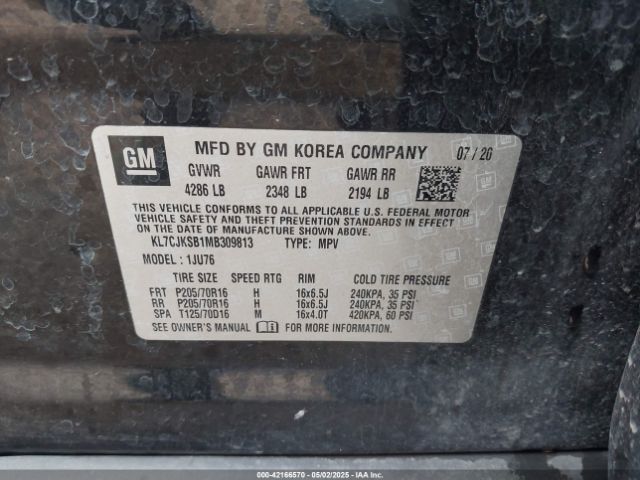 GM
MFD BY GM KOREA COMPANY 07/20
GVWR GAWR FRT GAWR RR
4286 LB 2348 LB 2194 LB
THIS VEHICLE CONFORMS TO ALL APPLICABLE U.S. FEDERAL MOTOR
VEHICLE SAFETY AND THEFT PREVENTION STANDARDS IN EFFECT
ON THE DATE OF MANUFACTURE SHOWN ABOVE.
KL7CJKSB1MB309813 TYPE: MPV
MODEL : 1JU76
TIRE SIZE SPEED RTG RIM COLD TIRE PRESSURE
FRT P205/70R16 H 16x6.5J 240KPA, 35 PSI
RR P205/70R16 H 16x6.5J 240KPA, 35 PSI
SPA T125/70D16 M 16x4.0T 420KPA, 60 PSI
SEE OWNER'S MANUAL FOR MORE INFORMATION.
000-42166570 - 05/02/2025 - IAAI.COM